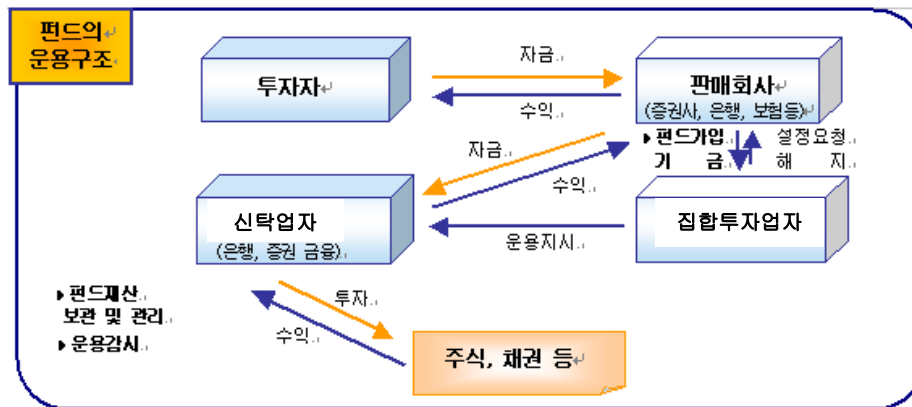 펀드의
운용구조
투자자
자금
수익
판매회사
(증권사, 은행, 보험등)
자금
수익
펀드가입
기 금
설정요청
해 지
신탁업자
(은행, 증권 금융)
운용지시
집합투자업자
펀드재산
보관 및 관리
운용감시
투자
수익
주식, 채권 등